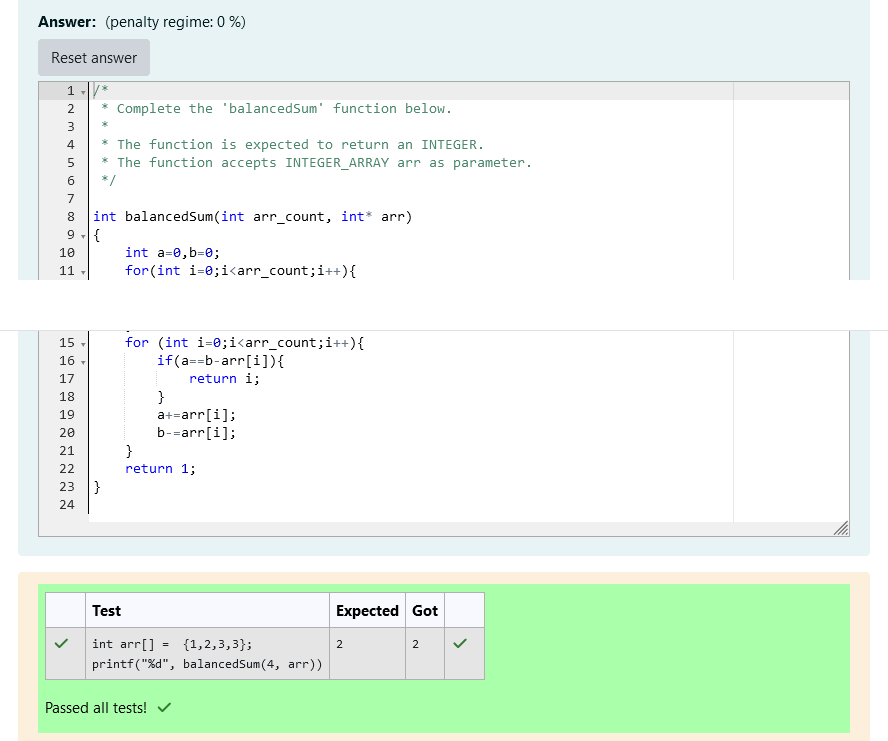 Answer: (penalty regime: 0 %)
Reset answer
1 /*
2 * Complete the 'balancedSum' function below.
3 *
4 * The function is expected to return an INTEGER.
5 * The function accepts INTEGER_ARRAY arr as parameter.
6 */
7
8 int balancedSum(int arr_count, int* arr)
9 {
10 int a=0,b=0;
11 for(int i=0;i<arr_count;i++){
15 for (int i=0;i<arr_count;i++){
16 if(a==b-arr[i]){
17 return i;
18 }
19 a+=arr[i];
20 b-=arr[i];
21 }
22 return 1;
23 }
24
Test Expected Got
int arr[] = {1,2,3,3}; 2 2
printf("%d", balancedSum(4, arr))
Passed all tests!